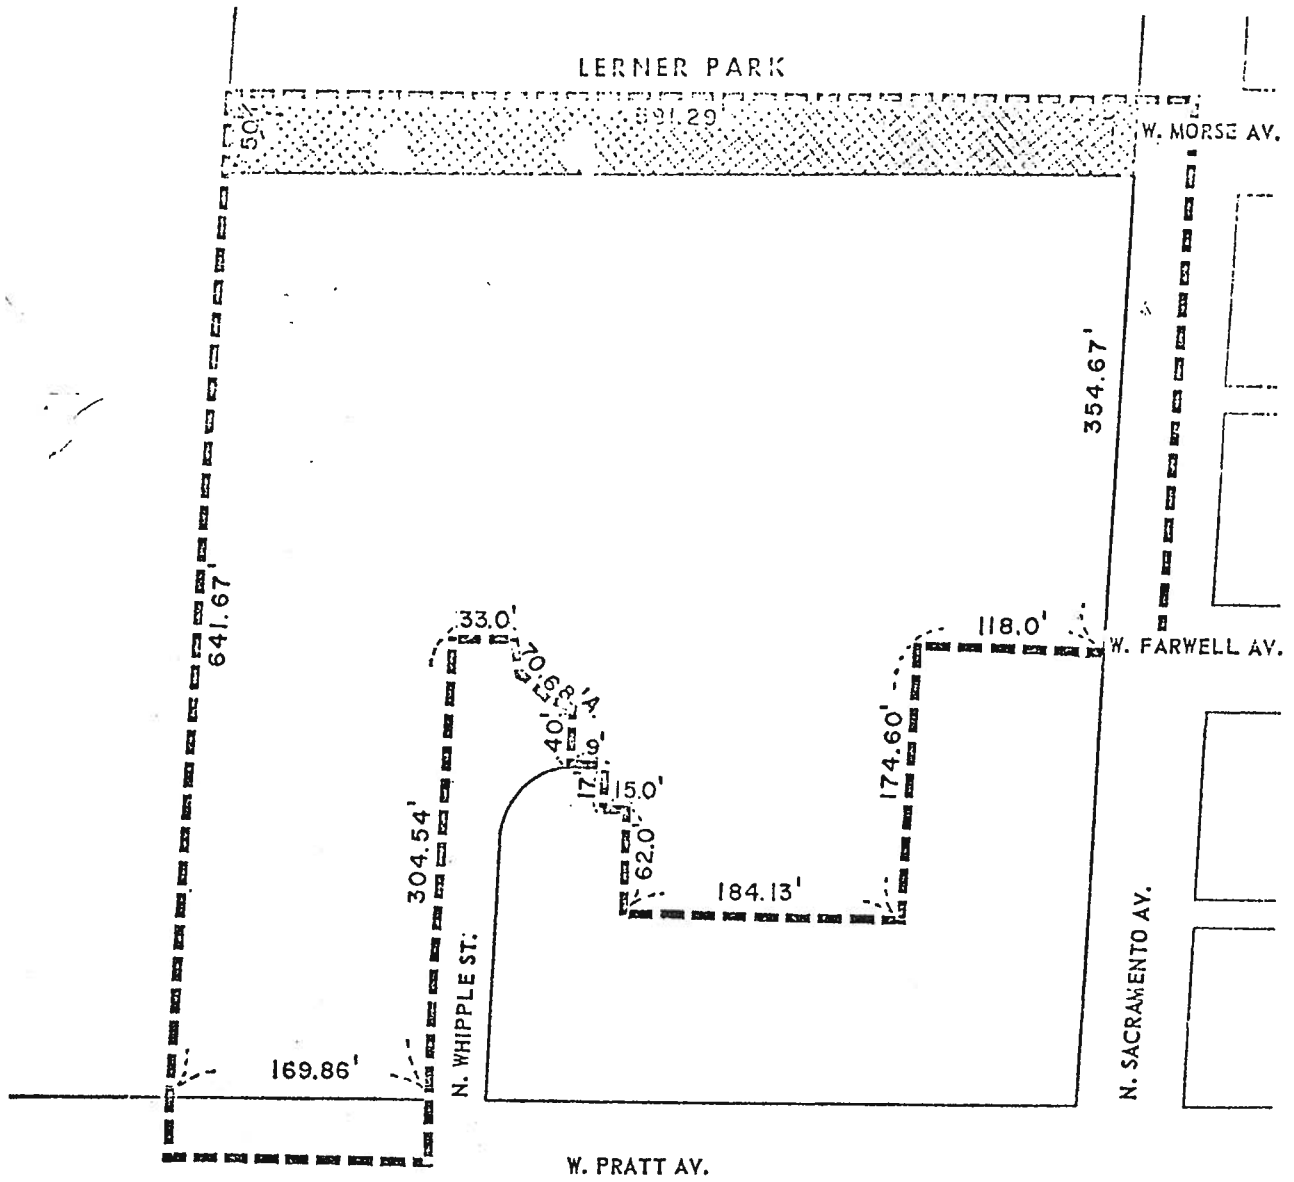 LERNER PARK
50'
591.29'
W. MORSE AV.
354.67'
641.67'
33.0'
118.0'
W. FARWELL AV.
70.68'A.
40'
9'
174.60'
17'
15.0'
304.54'
62.0'
184.13'
N. WHIPPLE ST.
N. SACRAMENTO AV.
169.86'
W. PRATT AV.